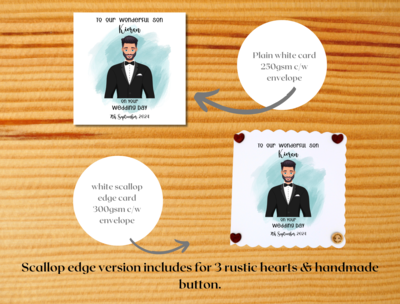 To our wonderful son
Kieran
on your
Wedding Day
9th September 2024
Plain white card
250gsm c/w
envelope
white scallop
edge card
300gsm c/w
envelope
To our wonderful son
Kieran
on your
Wedding Day
9th September 2024
Scallop edge version includes for 3 rustic hearts & handmade
button.